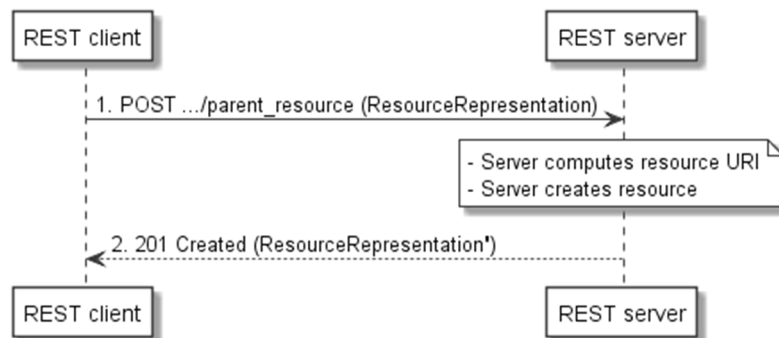 REST client
REST server
1. POST .../parent_resource (ResourceRepresentation)
- Server computes resource URI
- Server creates resource
2. 201 Created (ResourceRepresentation')
REST client
REST server